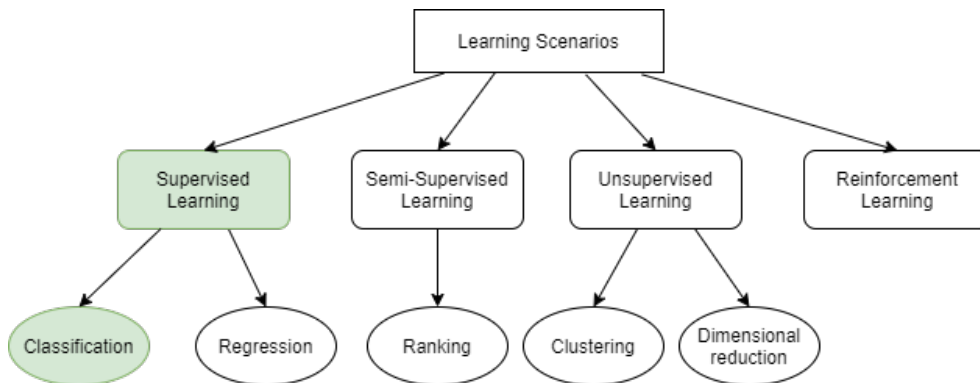 Learning Scenarios
Supervised
Learning
Semi-Supervised
Learning
Unsupervised
Learning
Reinforcement
Learning
Classification
Regression
Ranking
Clustering
Dimensional
reduction